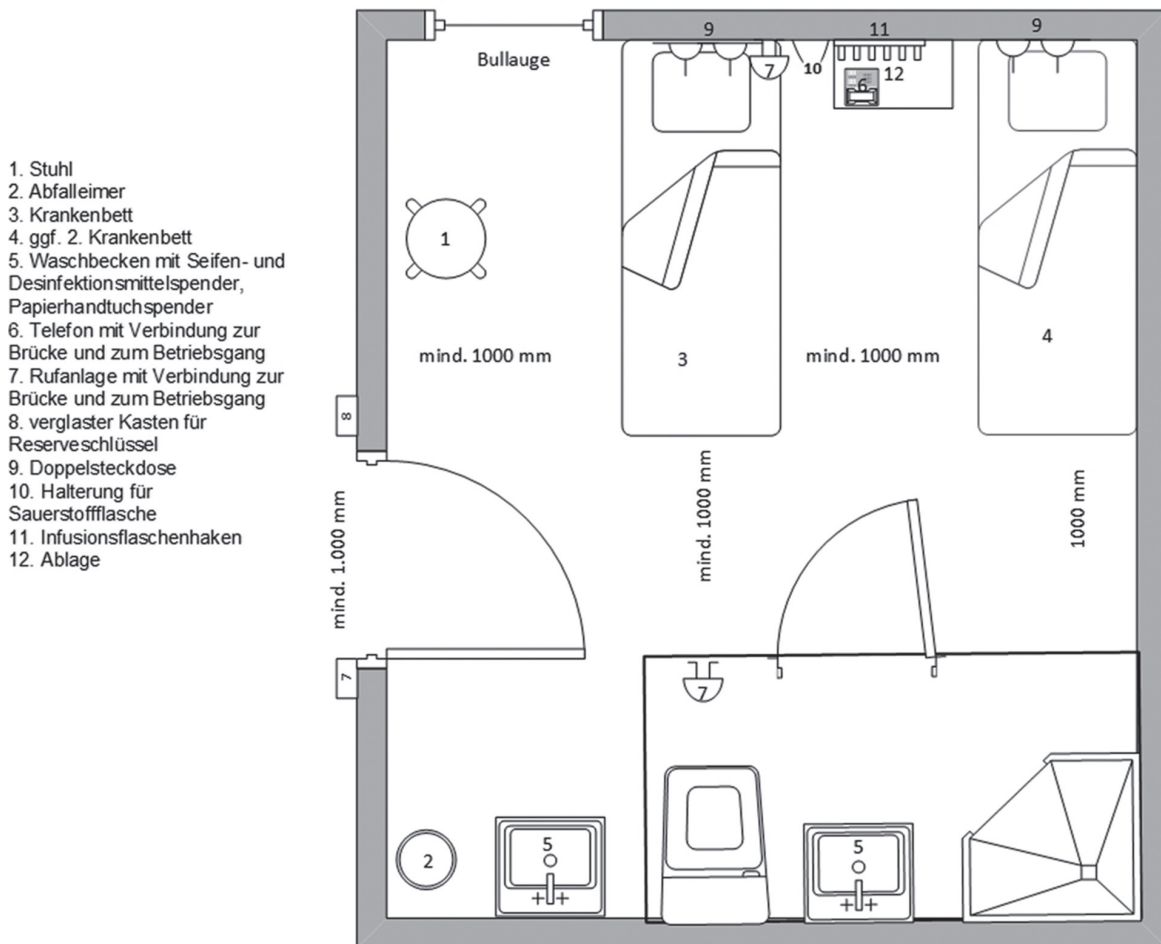 1. Stuhl
2. Abfalleimer
3. Krankenbett
4. ggf. 2. Krankenbett
5. Waschbecken mit Seifen- und
Desinfektionsmittelspender,
Papierhandtuchspender
6. Telefon mit Verbindung zur
Brücke und zum Betriebsgang
7. Rufanlage mit Verbindung zur
Brücke und zum Betriebsgang
8. verglaster Kasten für
Reserveschlüssel
9. Doppelsteckdose
10. Halterung für
Sauerstoffflasche
11. Infusionsflaschenhaken
12. Ablage
9
11
9
Bullauge
7
10
6
12
1
mind. 1000 mm
3
mind. 1000 mm
4
8
mind. 1.000 mm
mind. 1000 mm
1000 mm
7
7
2
5
5